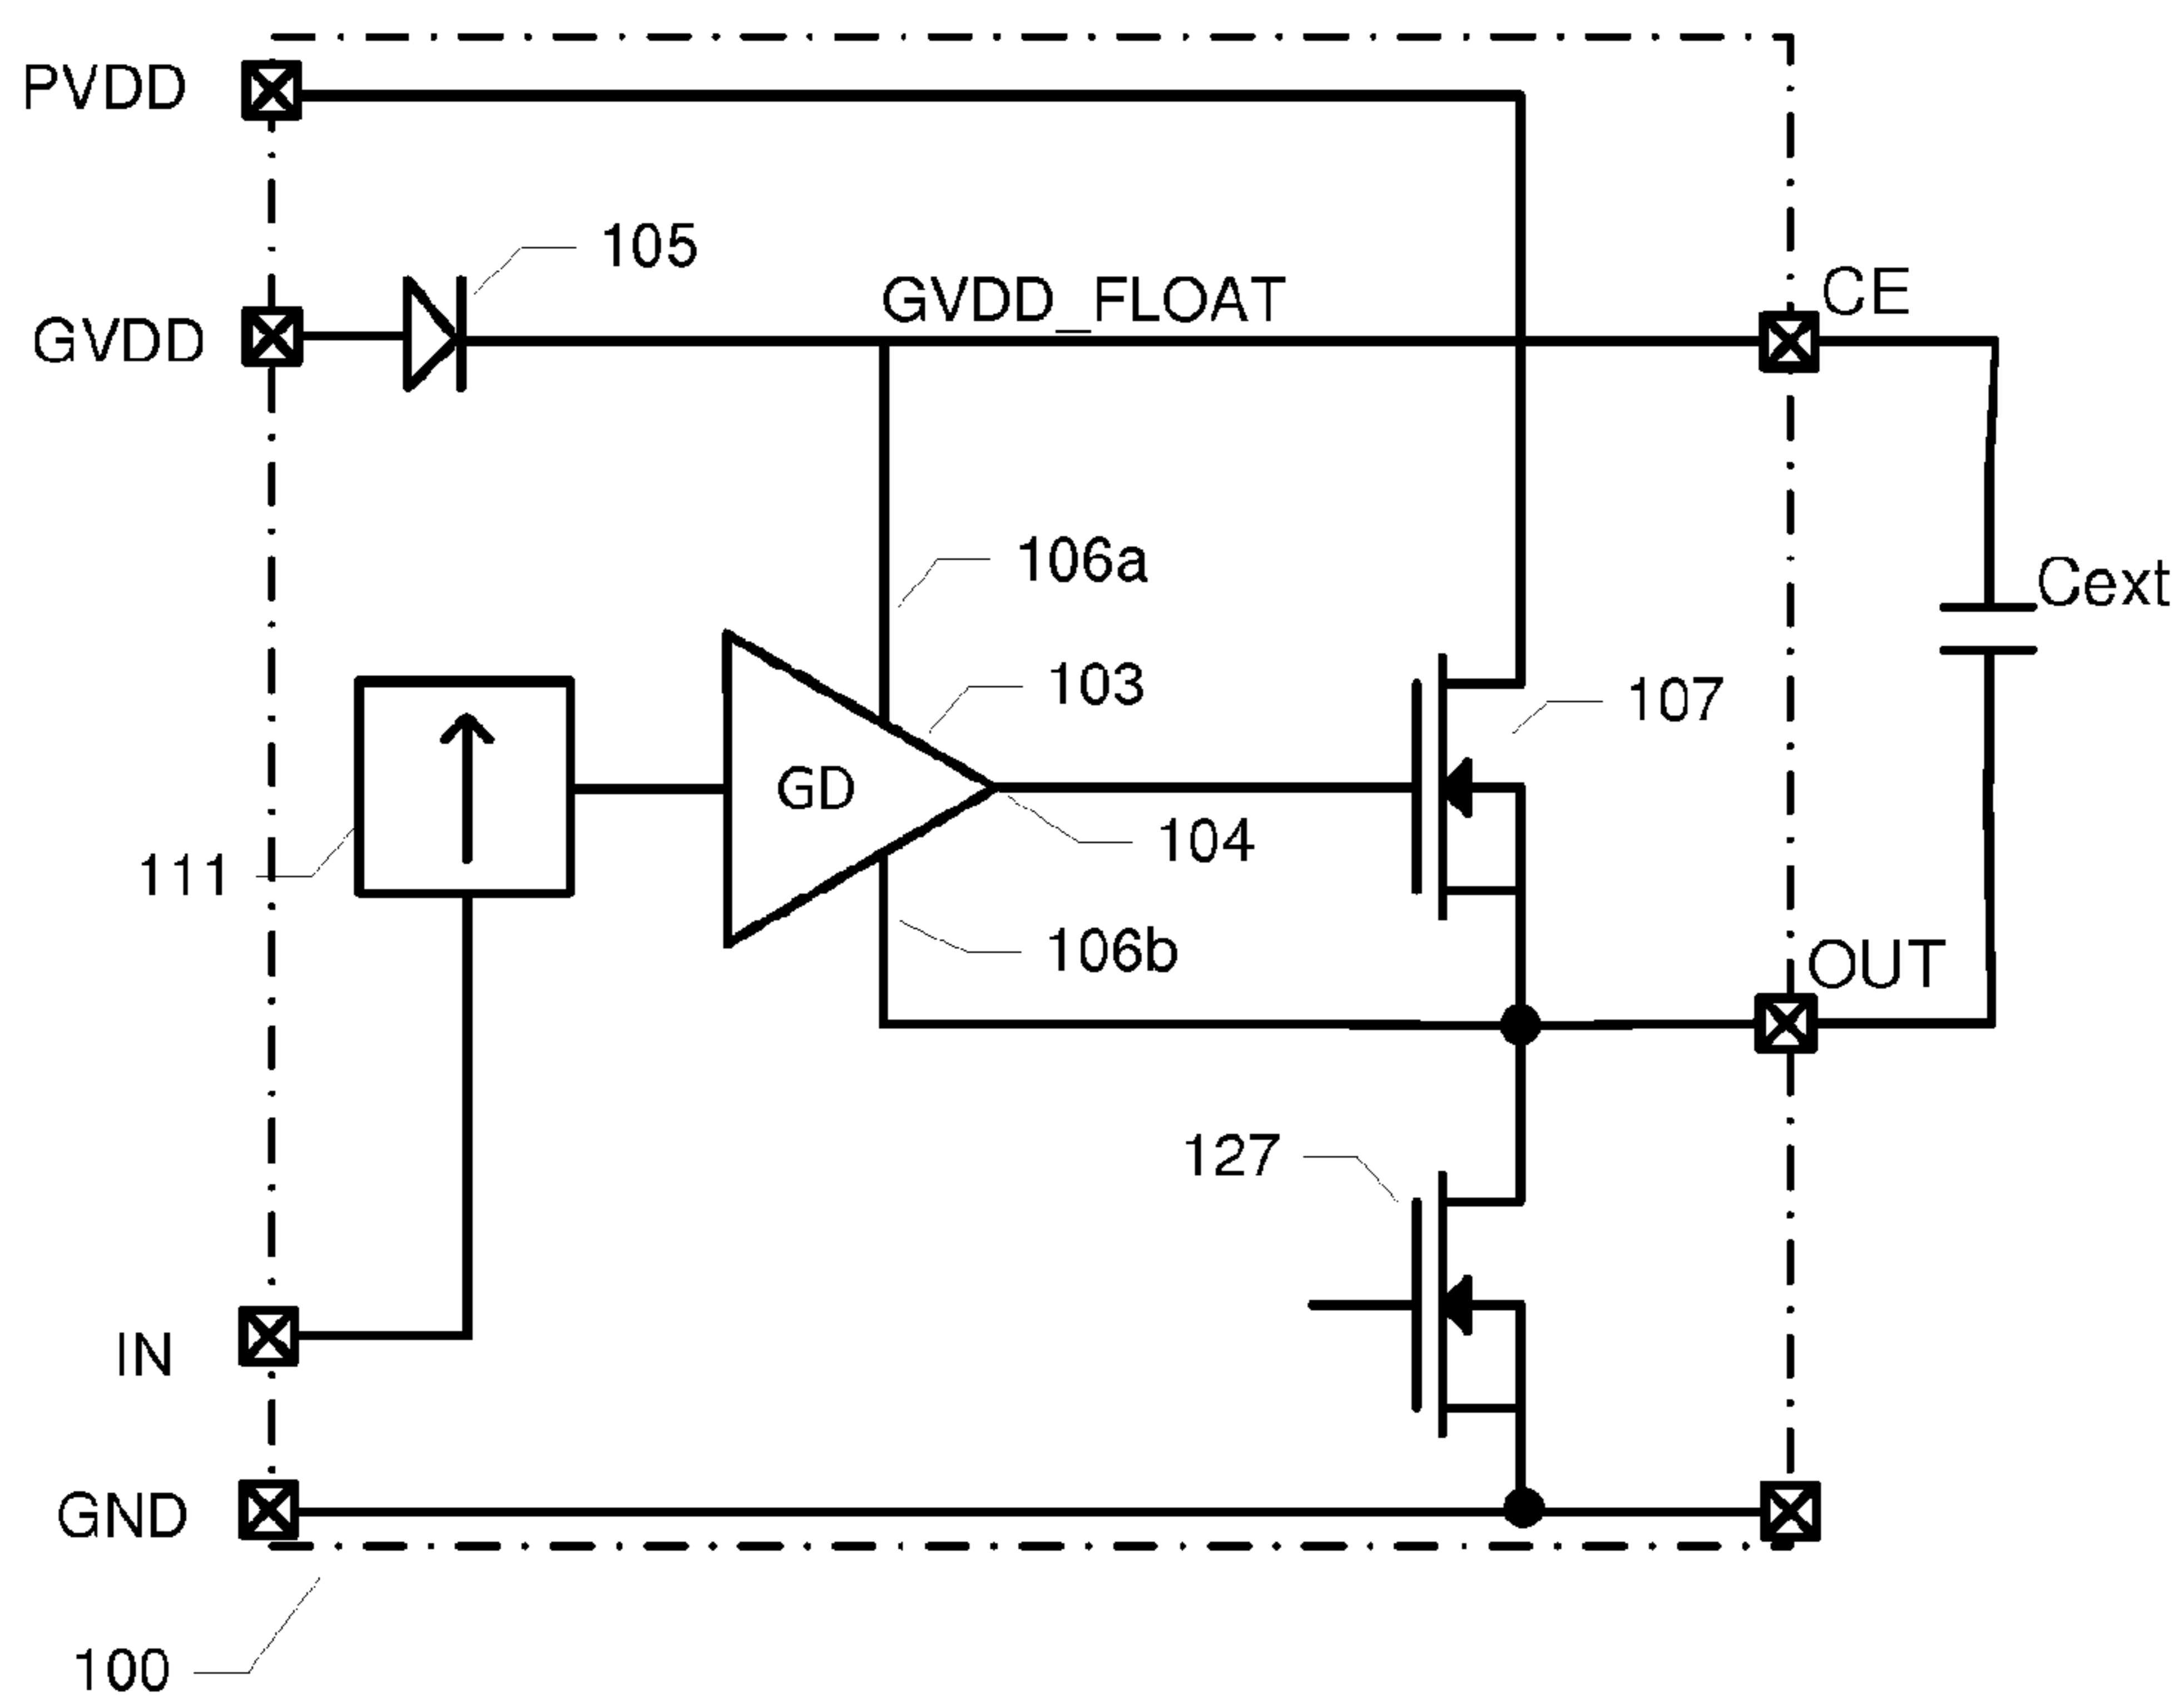 PVDD
105
GVDD
GVDD_FLOAT
CE
106a
Cext
103
107
GD
104
111
106b
OUT
127
IN
GND
100